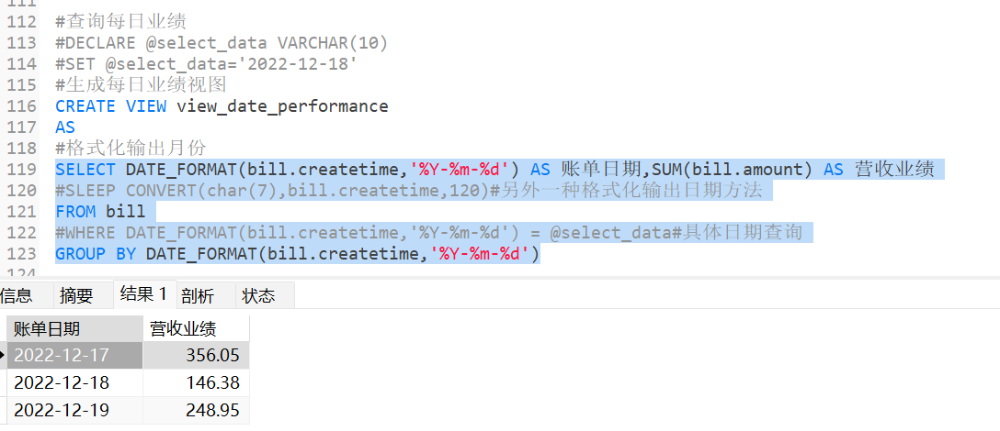 111
112 #查询每日业绩
113 #DECLARE @select_data VARCHAR(10)
114 #SET @select_data='2022-12-18'
115 #生成每日业绩视图
116 CREATE VIEW view_date_performance
117 AS
118 #格式化输出月份
119 SELECT DATE_FORMAT(bill.createtime,'%Y-%m-%d') AS 账单日期,SUM(bill.amount) AS 营收业绩
120 #SLEEP CONVERT(char(7),bill.createtime,120)#另外一种格式化输出日期方法
121 FROM bill
122 #WHERE DATE_FORMAT(bill.createtime,'%Y-%m-%d') = @select_data#具体日期查询
123 GROUP BY DATE_FORMAT(bill.createtime,'%Y-%m-%d')
124
信息 摘要 结果 1 剖析 状态
账单日期 营收业绩
2022-12-17 356.05
2022-12-18 146.38
2022-12-19 248.95